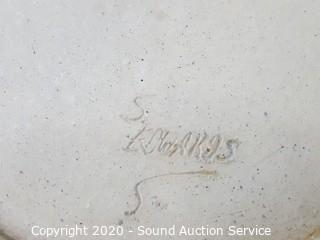 S.
EDWARDS
S
Copyright 2020 - Sound Auction Service